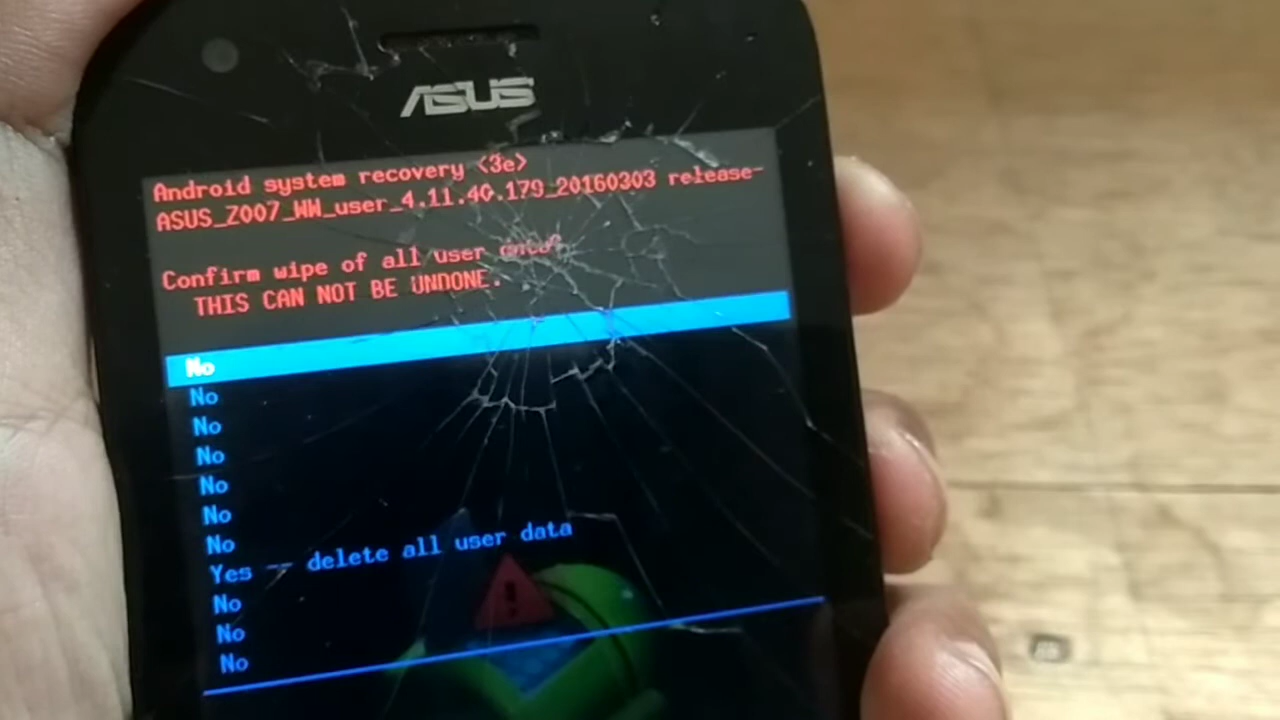 ASUS
Android system recovery <3e>
ASUS_Z007_WW_user_4.11.40.179_20160303 release-
Confirm wipe of all user
THIS CAN NOT BE UNDONE.
No
No
No
No
No
No
No
Yes -- delete all user data
No
No
No